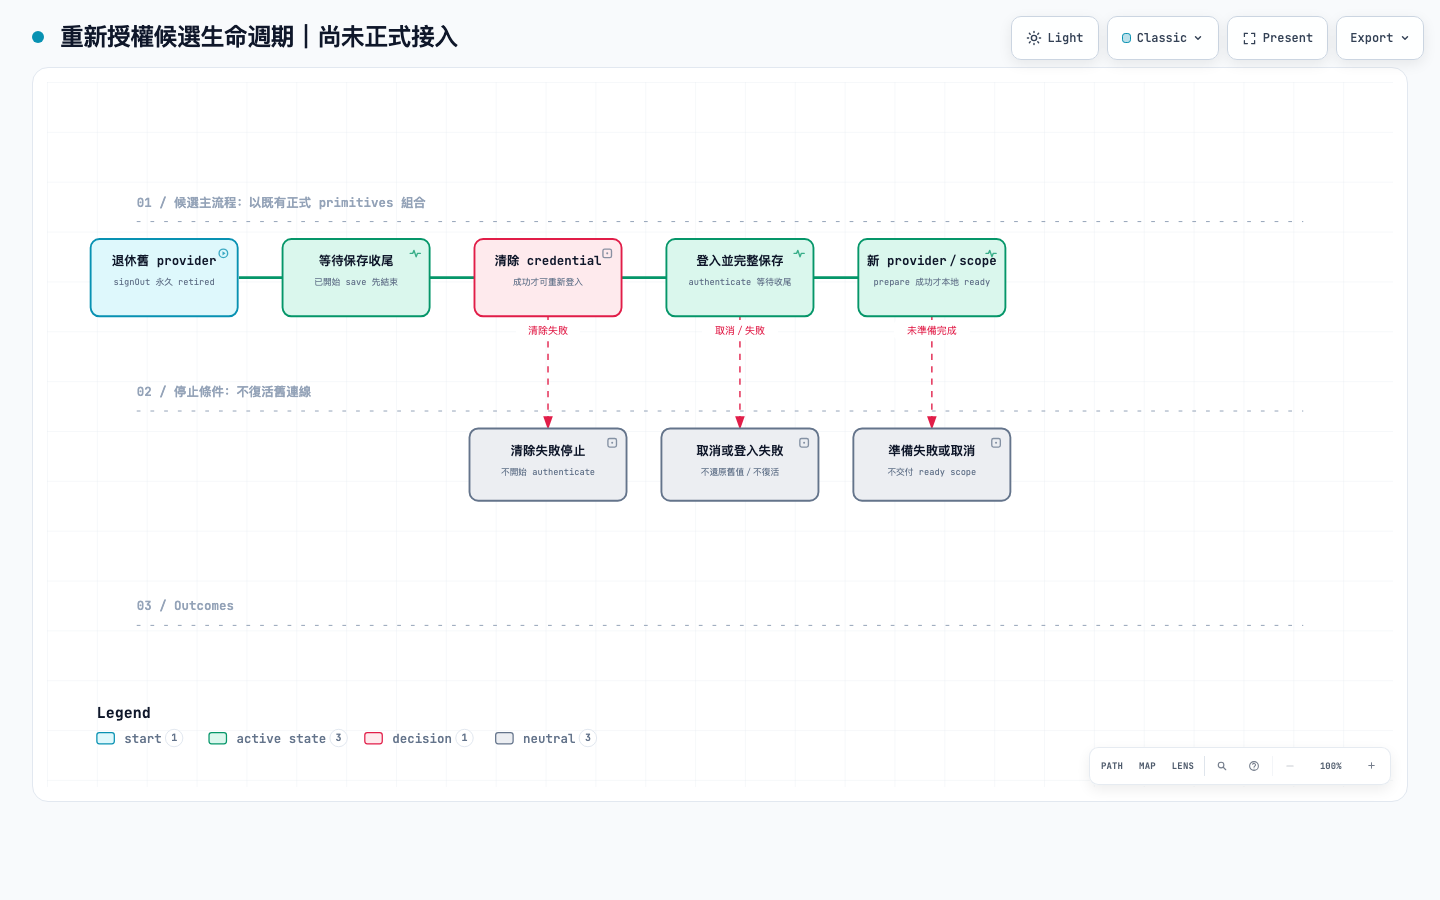 重新授權候選生命週期｜尚未正式接入
Light
Classic
Present
Export
01 / 候選主流程：以既有正式 primitives 組合
退休舊 provider
signOut 永久 retired
等待保存收尾
已開始 save 先結束
清除 credential
成功才可重新登入
登入並完整保存
authenticate 等待收尾
新 provider / scope
prepare 成功才本地 ready
清除失敗
取消 / 失敗
未準備完成
02 / 停止條件：不復活舊連線
清除失敗停止
不開始 authenticate
取消或登入失敗
不還原舊值 / 不復活
準備失敗或取消
不交付 ready scope
03 / Outcomes
Legend
start 1
active state 3
decision 1
neutral 3
PATH
MAP
LENS
100%